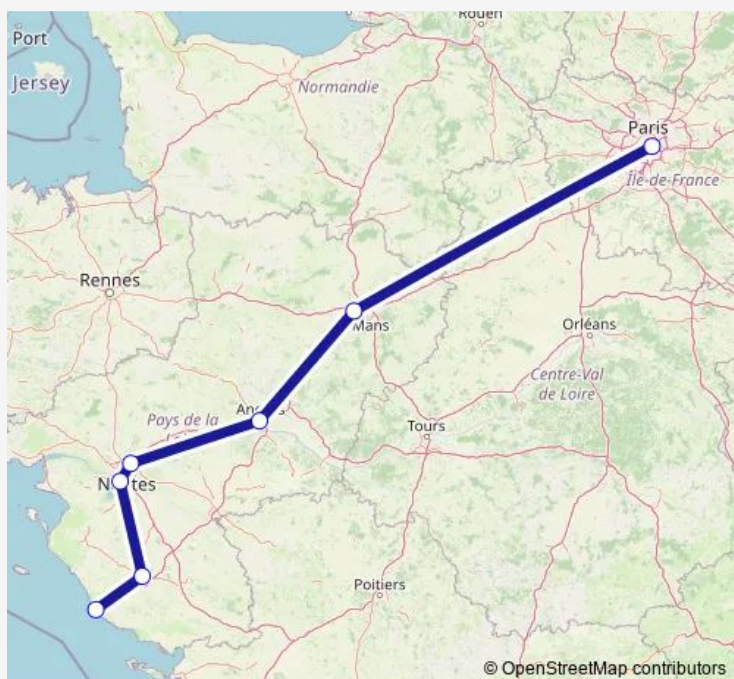 Rouen
Port
Jersey
Normandie
Paris
Île-de-France
Rennes
Mans
Orléans
Centre-Val
de Loire
Pays de la
Tours
Poitiers
© OpenStreetMap contributors